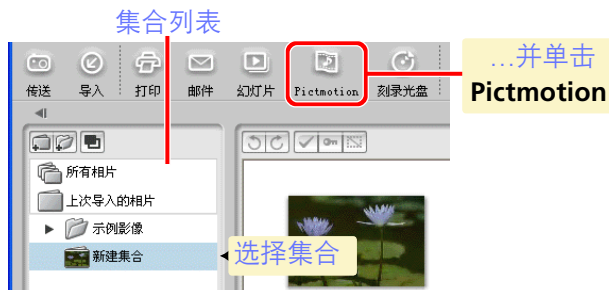 集合列表
传送 导入 打印 邮件 幻灯片 Pictmotion 刻录光盘
…并单击
Pictmotion
所有相片
上次导入的相片
示例影像
新建集合
选择集合